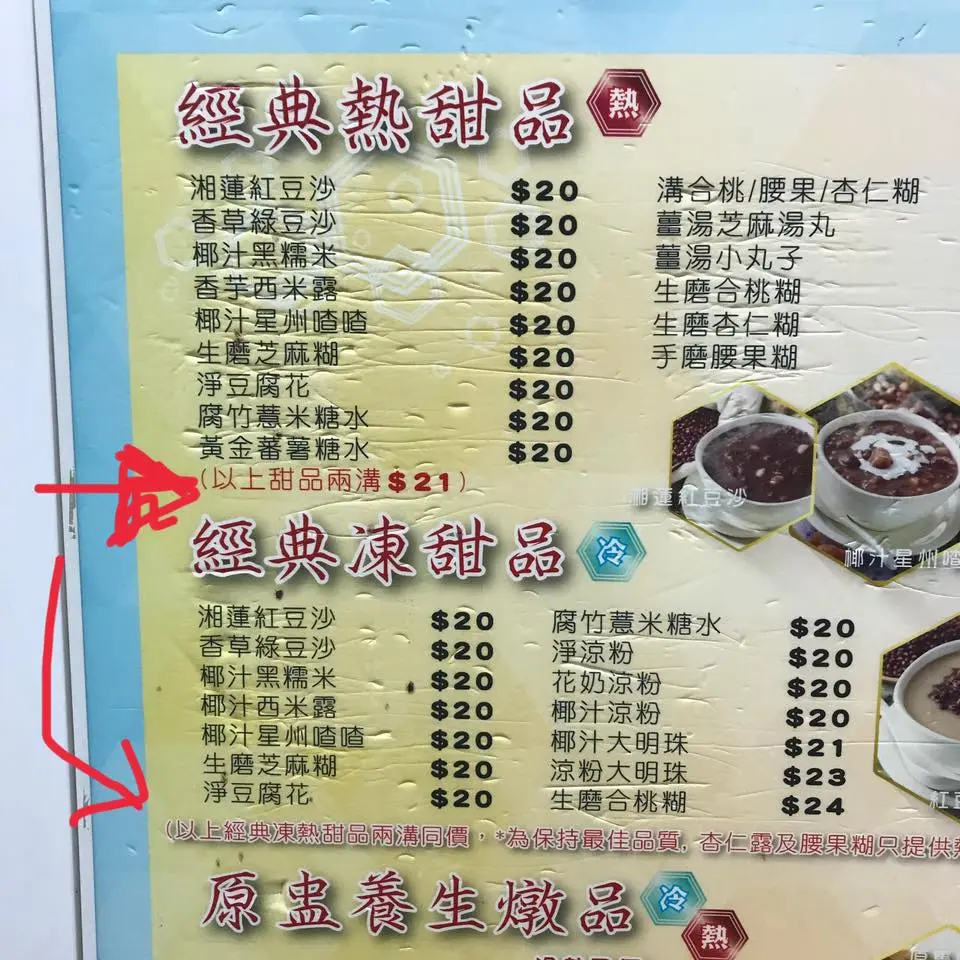 經典熱甜品 熱
湘蓮紅豆沙 $20
香草綠豆沙 $20
椰汁黑糯米 $20
香芋西米露 $20
椰汁星州喳喳 $20
生磨芝麻糊 $20
淨豆腐花 $20
腐竹薏米糖水 $20
黃金蕃薯糖水 $20
(以上甜品兩溝$21)
溝合桃/腰果/杏仁糊
薑湯芝麻湯丸
薑湯小丸子
生磨合桃糊
生磨杏仁糊
手磨腰果糊
湘蓮紅豆沙
椰汁星州喳
經典凍甜品 冷
湘蓮紅豆沙 $20
香草綠豆沙 $20
椰汁黑糯米 $20
椰汁西米露 $20
椰汁星州喳喳 $20
生磨芝麻糊 $20
淨豆腐花 $20
腐竹薏米糖水 $20
淨涼粉 $20
花奶涼粉 $20
椰汁涼粉 $20
椰汁大明珠 $21
涼粉大明珠 $23
生磨合桃糊 $24
紅豆
(以上經典凍熱甜品兩溝同價,*為保持最佳品質, 杏仁露及腰果糊只提供熱
原盅養生燉品 冷 熱